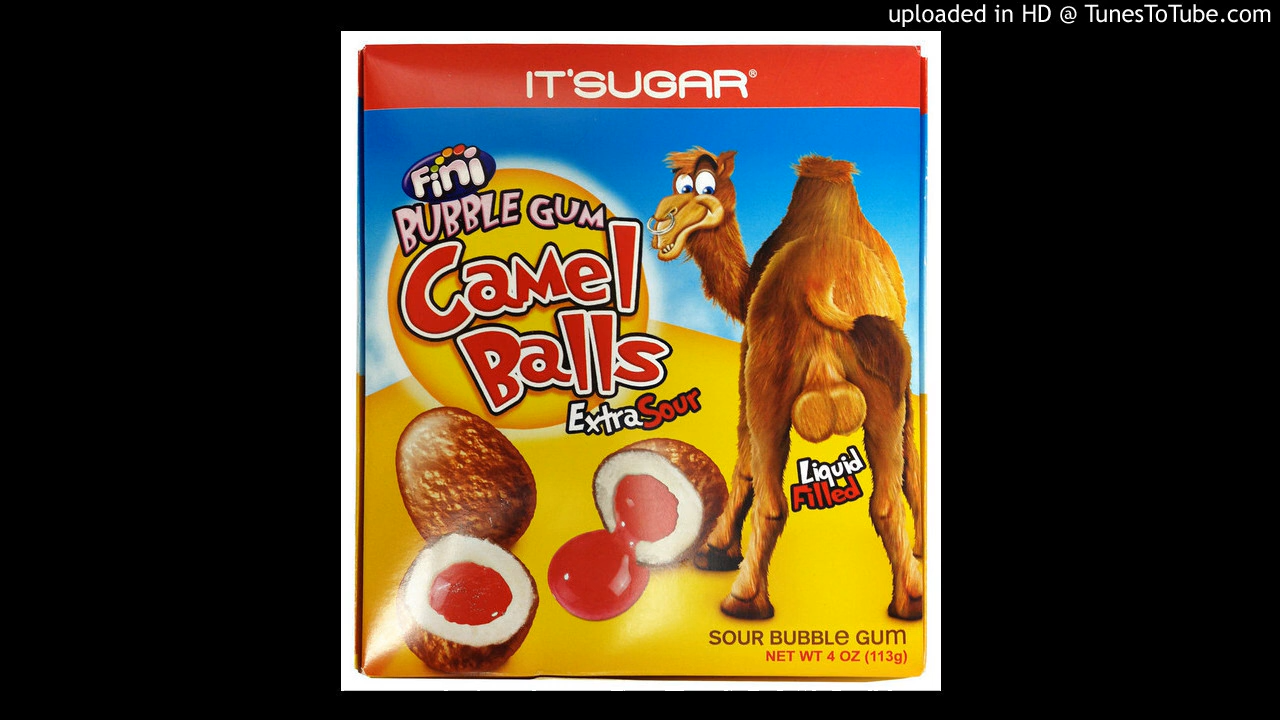 uploaded in HD @ TunesToTube.com
IT'SUGAR®
Fini
BUBBLE GUM
Camel
Balls
Extra Sour
Liquid
Filled
SOUR BUBBLe GUM
NET WT 4 OZ (113g)